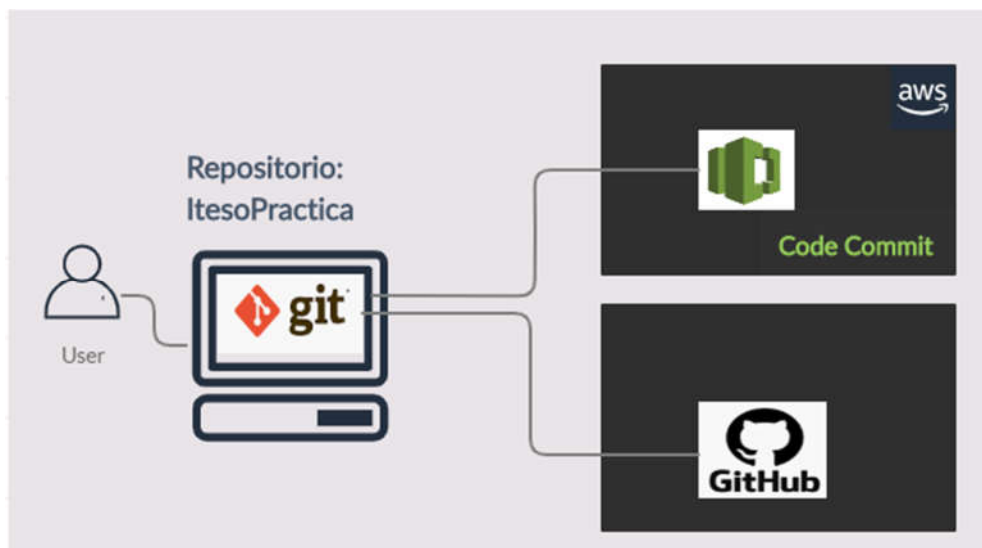 Repositorio:
ItesoPractica
User
git
aws
Code Commit
GitHub